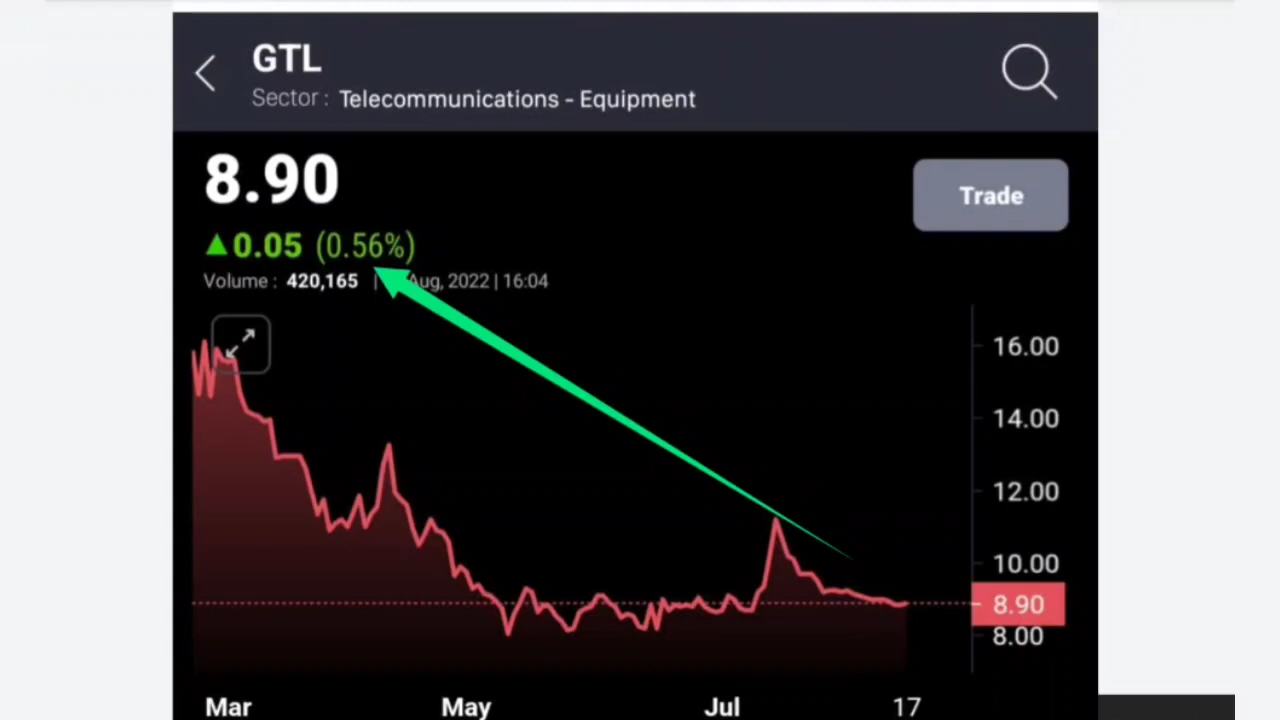 GTL
Sector : Telecommunications - Equipment
8.90
Trade
▲0.05 (0.56%)
Volume : 420,165 | Aug, 2022 | 16:04
16.00
14.00
12.00
10.00
8.90
8.00
Mar May Jul 17